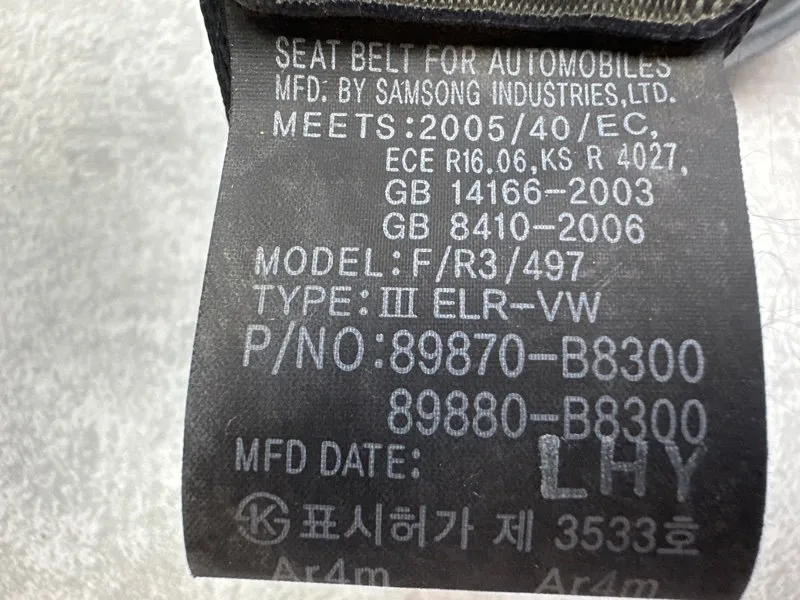 SEAT BELT FOR AUTOMOBILES
MFD. BY SAMSONG INDUSTRIES,LTD.
MEETS:2005/40/EC,
ECE R16.06,KS R 4027,
GB 14166-2003
GB 8410-2006
MODEL:F/R3/497
TYPE:Ⅲ ELR-VW
P/NO:89870-B8300
89880-B8300
MFD DATE: LHY
K 표시허가 제 3533호
Ar4m Ar4m